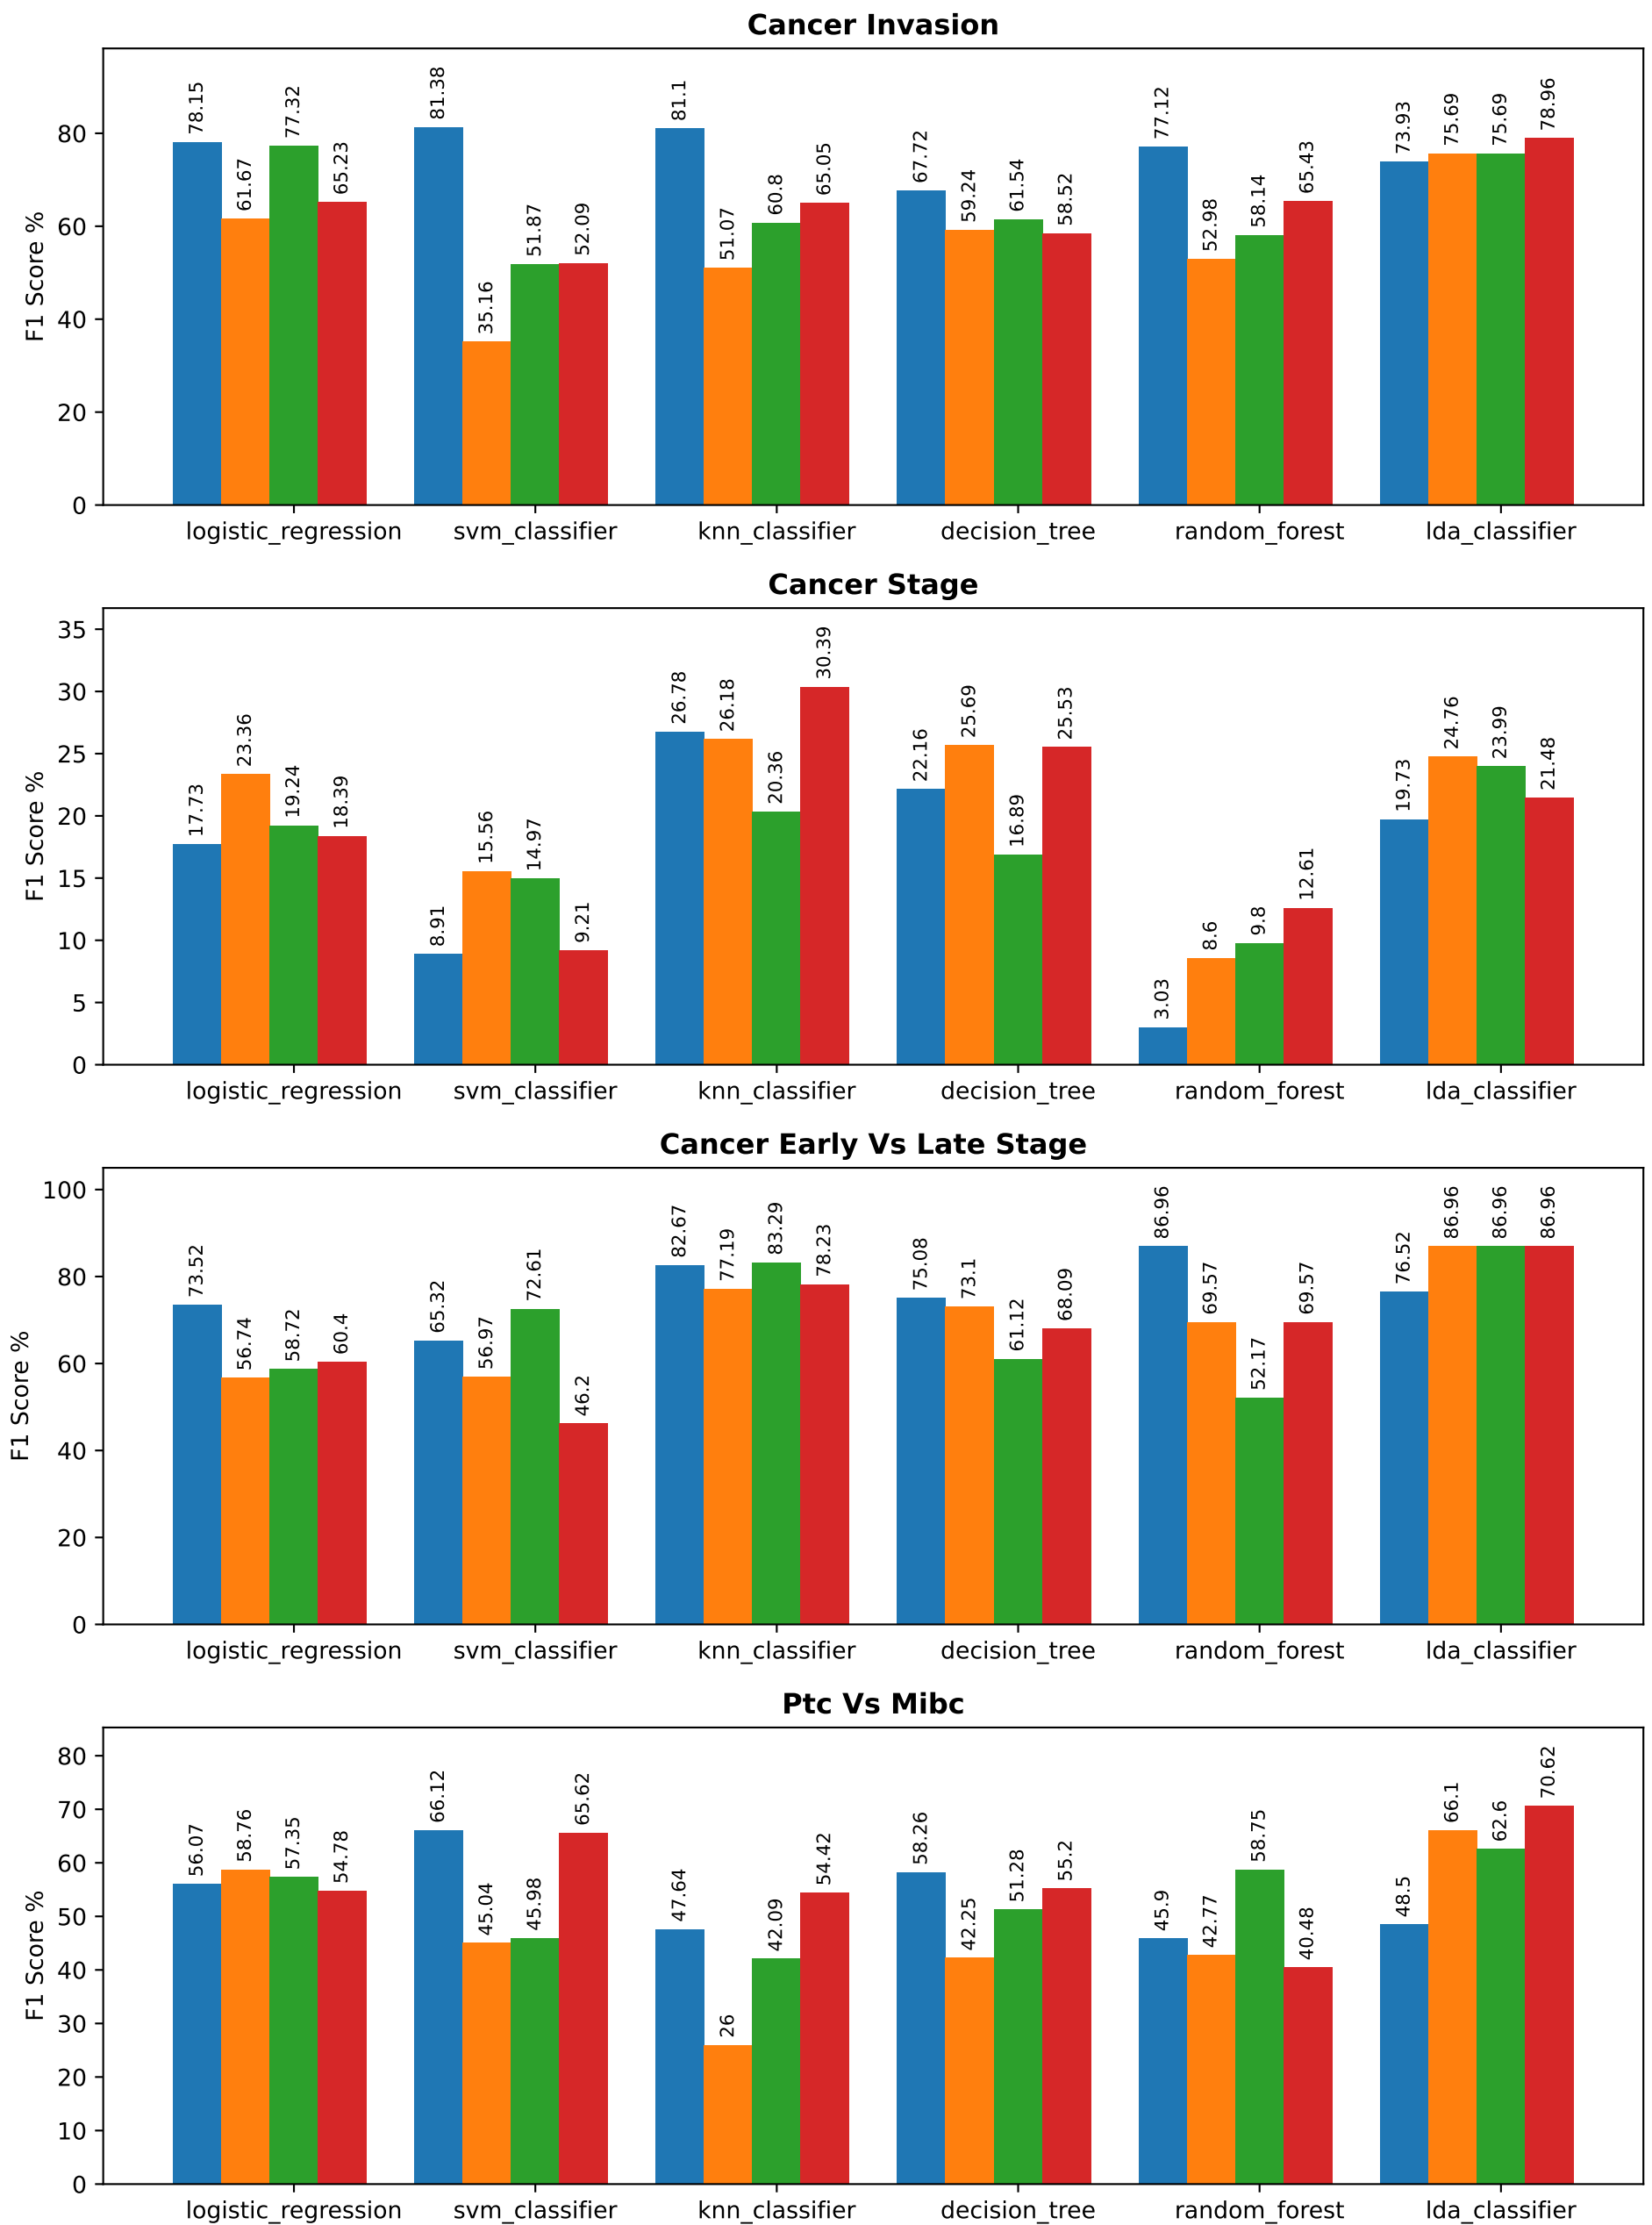 Cancer Invasion
F1 Score %
80
60
40
20
0
78.15 61.67 77.32 65.23 81.38 35.16 51.87 52.09 81.1 51.07 60.8 65.05 67.72 59.24 61.54 58.52 77.12 52.98 58.14 65.43 73.93 75.69 75.69 78.96
logistic_regression svm_classifier knn_classifier decision_tree random_forest lda_classifier
Cancer Stage
F1 Score %
35
30
25
20
15
10
5
0
17.73 23.36 19.24 18.39 8.91 15.56 14.97 9.21 26.78 26.18 20.36 30.39 22.16 25.69 16.89 25.53 3.03 8.6 9.8 12.61 19.73 24.76 23.99 21.48
logistic_regression svm_classifier knn_classifier decision_tree random_forest lda_classifier
Cancer Early Vs Late Stage
F1 Score %
100
80
60
40
20
0
73.52 56.74 58.72 60.4 65.32 56.97 72.61 46.2 82.67 77.19 83.29 78.23 75.08 73.1 61.12 68.09 86.96 69.57 52.17 69.57 76.52 86.96 86.96 86.96
logistic_regression svm_classifier knn_classifier decision_tree random_forest lda_classifier
Ptc Vs Mibc
F1 Score %
80
70
60
50
40
30
20
10
0
56.07 58.76 57.35 54.78 66.12 45.04 45.98 65.62 47.64 26 42.09 54.42 58.26 42.25 51.28 55.2 45.9 42.77 58.75 40.48 48.5 66.1 62.6 70.62
logistic_regression svm_classifier knn_classifier decision_tree random_forest lda_classifier